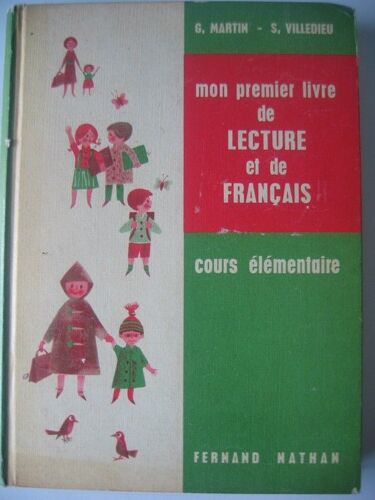 G. MARTIN - S. VILLEDIEU
mon premier livre
de
LECTURE
et de
FRANÇAIS
cours élémentaire
FERNAND NATHAN